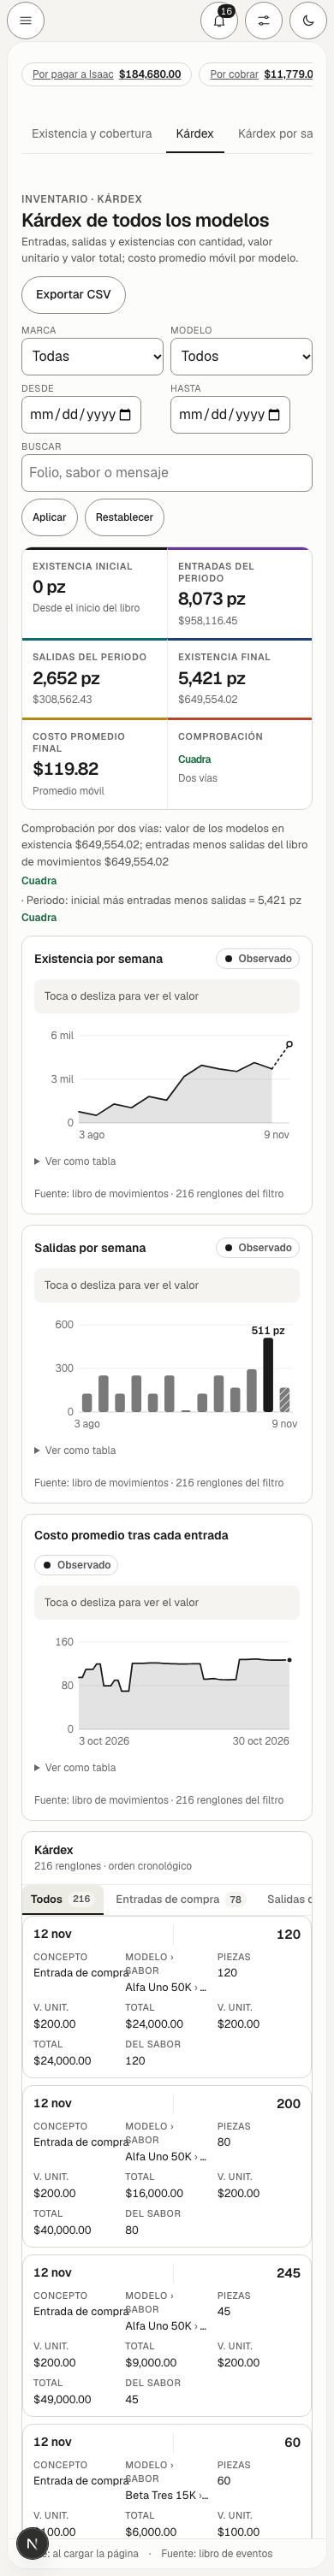 16
Por pagar a Isaac $184,680.00 Por cobrar $11,779.0
Existencia y cobertura Kárdex Kárdex por sa
INVENTARIO · KÁRDEX
Kárdex de todos los modelos
Entradas, salidas y existencias con cantidad, valor
unitario y valor total; costo promedio móvil por modelo.
Exportar CSV
MARCA MODELO
Todas Todos
DESDE HASTA
mm/dd/yyyy mm/dd/yyyy
BUSCAR
Folio, sabor o mensaje
Aplicar Restablecer
EXISTENCIA INICIAL
0 pz
Desde el inicio del libro
ENTRADAS DEL
PERIODO
8,073 pz
$958,116.45
SALIDAS DEL PERIODO
2,652 pz
$308,562.43
EXISTENCIA FINAL
5,421 pz
$649,554.02
COSTO PROMEDIO
FINAL
$119.82
Promedio móvil
COMPROBACIÓN
Cuadra
Dos vías
Comprobación por dos vías: valor de los modelos en
existencia $649,554.02; entradas menos salidas del libro
de movimientos $649,554.02
Cuadra
· Periodo: inicial más entradas menos salidas = 5,421 pz
Cuadra
Existencia por semana Observado
Toca o desliza para ver el valor
6 mil
3 mil
0
3 ago 9 nov
Ver como tabla
Fuente: libro de movimientos · 216 renglones del filtro
Salidas por semana Observado
Toca o desliza para ver el valor
600
511 pz
300
0
3 ago 9 nov
Ver como tabla
Fuente: libro de movimientos · 216 renglones del filtro
Costo promedio tras cada entrada
Observado
Toca o desliza para ver el valor
160
80
0
3 oct 2026 30 oct 2026
Ver como tabla
Fuente: libro de movimientos · 216 renglones del filtro
Kárdex
216 renglones · orden cronológico
Todos 216 Entradas de compra 78 Salidas d
12 nov 120
CONCEPTO MODELO › SABOR PIEZAS
Entrada de compra Alfa Uno 50K › … 120
V. UNIT. TOTAL V. UNIT.
$200.00 $24,000.00 $200.00
TOTAL DEL SABOR
$24,000.00 120
12 nov 200
CONCEPTO MODELO › SABOR PIEZAS
Entrada de compra Alfa Uno 50K › … 80
V. UNIT. TOTAL V. UNIT.
$200.00 $16,000.00 $200.00
TOTAL DEL SABOR
$40,000.00 80
12 nov 245
CONCEPTO MODELO › SABOR PIEZAS
Entrada de compra Alfa Uno 50K › … 45
V. UNIT. TOTAL V. UNIT.
$200.00 $9,000.00 $200.00
TOTAL DEL SABOR
$49,000.00 45
12 nov 60
CONCEPTO MODELO › SABOR PIEZAS
Entrada de compra Beta Tres 15K ›… 60
V. UNIT. TOTAL V. UNIT.
100.00 $6,000.00 $100.00
N
al cargar la página · Fuente: libro de eventos